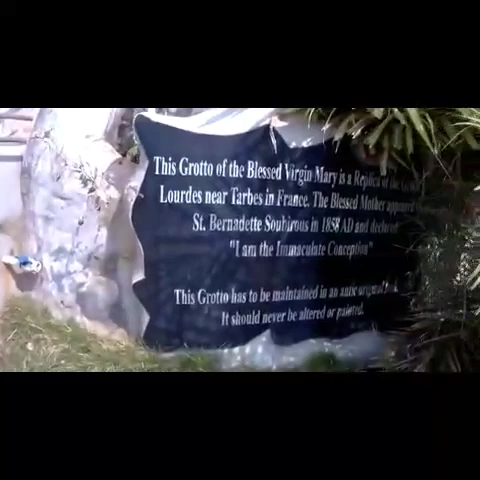 This Grotto of the Blessed Virgin Mary is a Replica of the
Lourdes near Tarbes in France. The Blessed Mother appeared
St. Bernadette Soubirous in 1858 AD and declared
"I am the Immaculate Conception"
This Grotto has to be maintained in an antic
It should never be altered or painted.